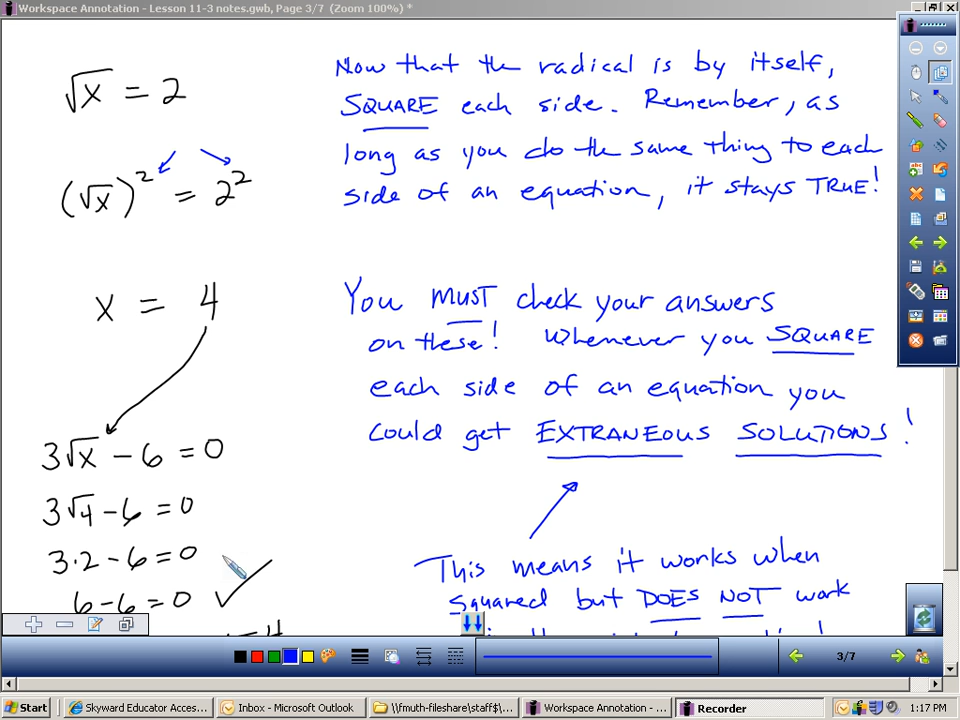 Workspace Annotation - Lesson 11-3 notes.gwb, Page 3/7 (Zoom 100%) *
√x = 2
Now that the radical is by itself,
SQUARE each side. Remember, as
long as you do the same thing to each
side of an equation, it stays TRUE!
(√x)² = 2²
x = 4
You MUST check your answers
on these! Whenever you SQUARE
each side of an equation you
could get EXTRANEOUS SOLUTIONS!
3√x - 6 = 0
3√4 - 6 = 0
3·2 - 6 = 0
6 - 6 = 0 ✓
This means it works when
squared but DOES NOT work
3/7
Start
Skyward Educator Acces...
Inbox - Microsoft Outlook
\\fmuth-fileshare\staff$\...
Workspace Annotation - ...
Recorder
1:17 PM